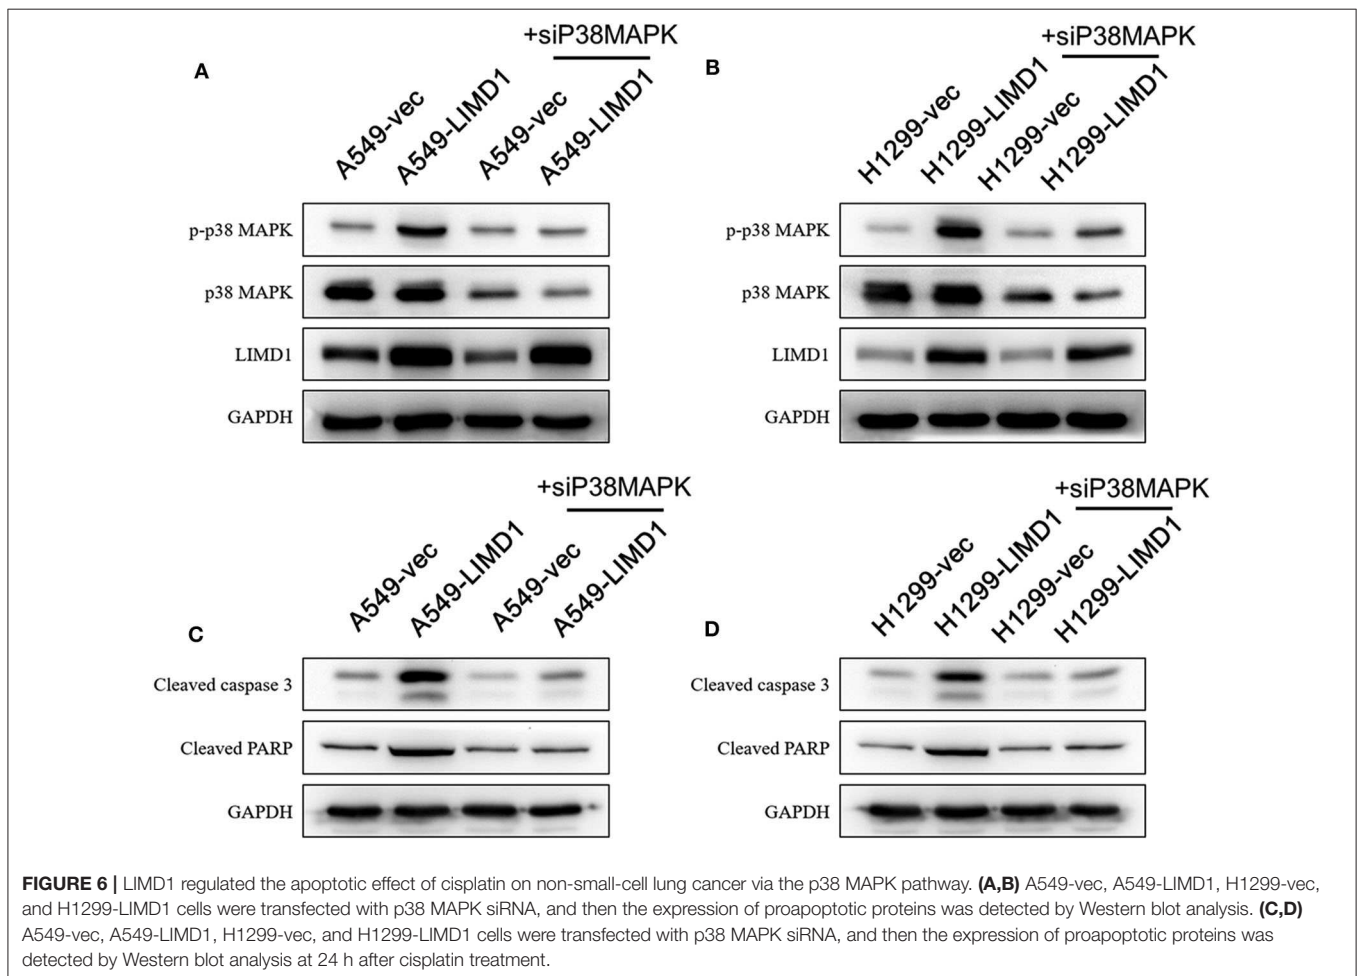 +siP38MAPK
A
A549-vec
A549-LIMD1
A549-vec
A549-LIMD1
p-p38 MAPK
p38 MAPK
LIMD1
GAPDH
+siP38MAPK
B
H1299-vec
H1299-LIMD1
H1299-vec
H1299-LIMD1
p-p38 MAPK
p38 MAPK
LIMD1
GAPDH
+siP38MAPK
C
A549-vec
A549-LIMD1
A549-vec
A549-LIMD1
Cleaved caspase 3
Cleaved PARP
GAPDH
+siP38MAPK
D
H1299-vec
H1299-LIMD1
H1299-vec
H1299-LIMD1
Cleaved caspase 3
Cleaved PARP
GAPDH
FIGURE 6 | LIMD1 regulated the apoptotic effect of cisplatin on non-small-cell lung cancer via the p38 MAPK pathway. (A,B) A549-vec, A549-LIMD1, H1299-vec,
and H1299-LIMD1 cells were transfected with p38 MAPK siRNA, and then the expression of proapoptotic proteins was detected by Western blot analysis. (C,D)
A549-vec, A549-LIMD1, H1299-vec, and H1299-LIMD1 cells were transfected with p38 MAPK siRNA, and then the expression of proapoptotic proteins was
detected by Western blot analysis at 24 h after cisplatin treatment.